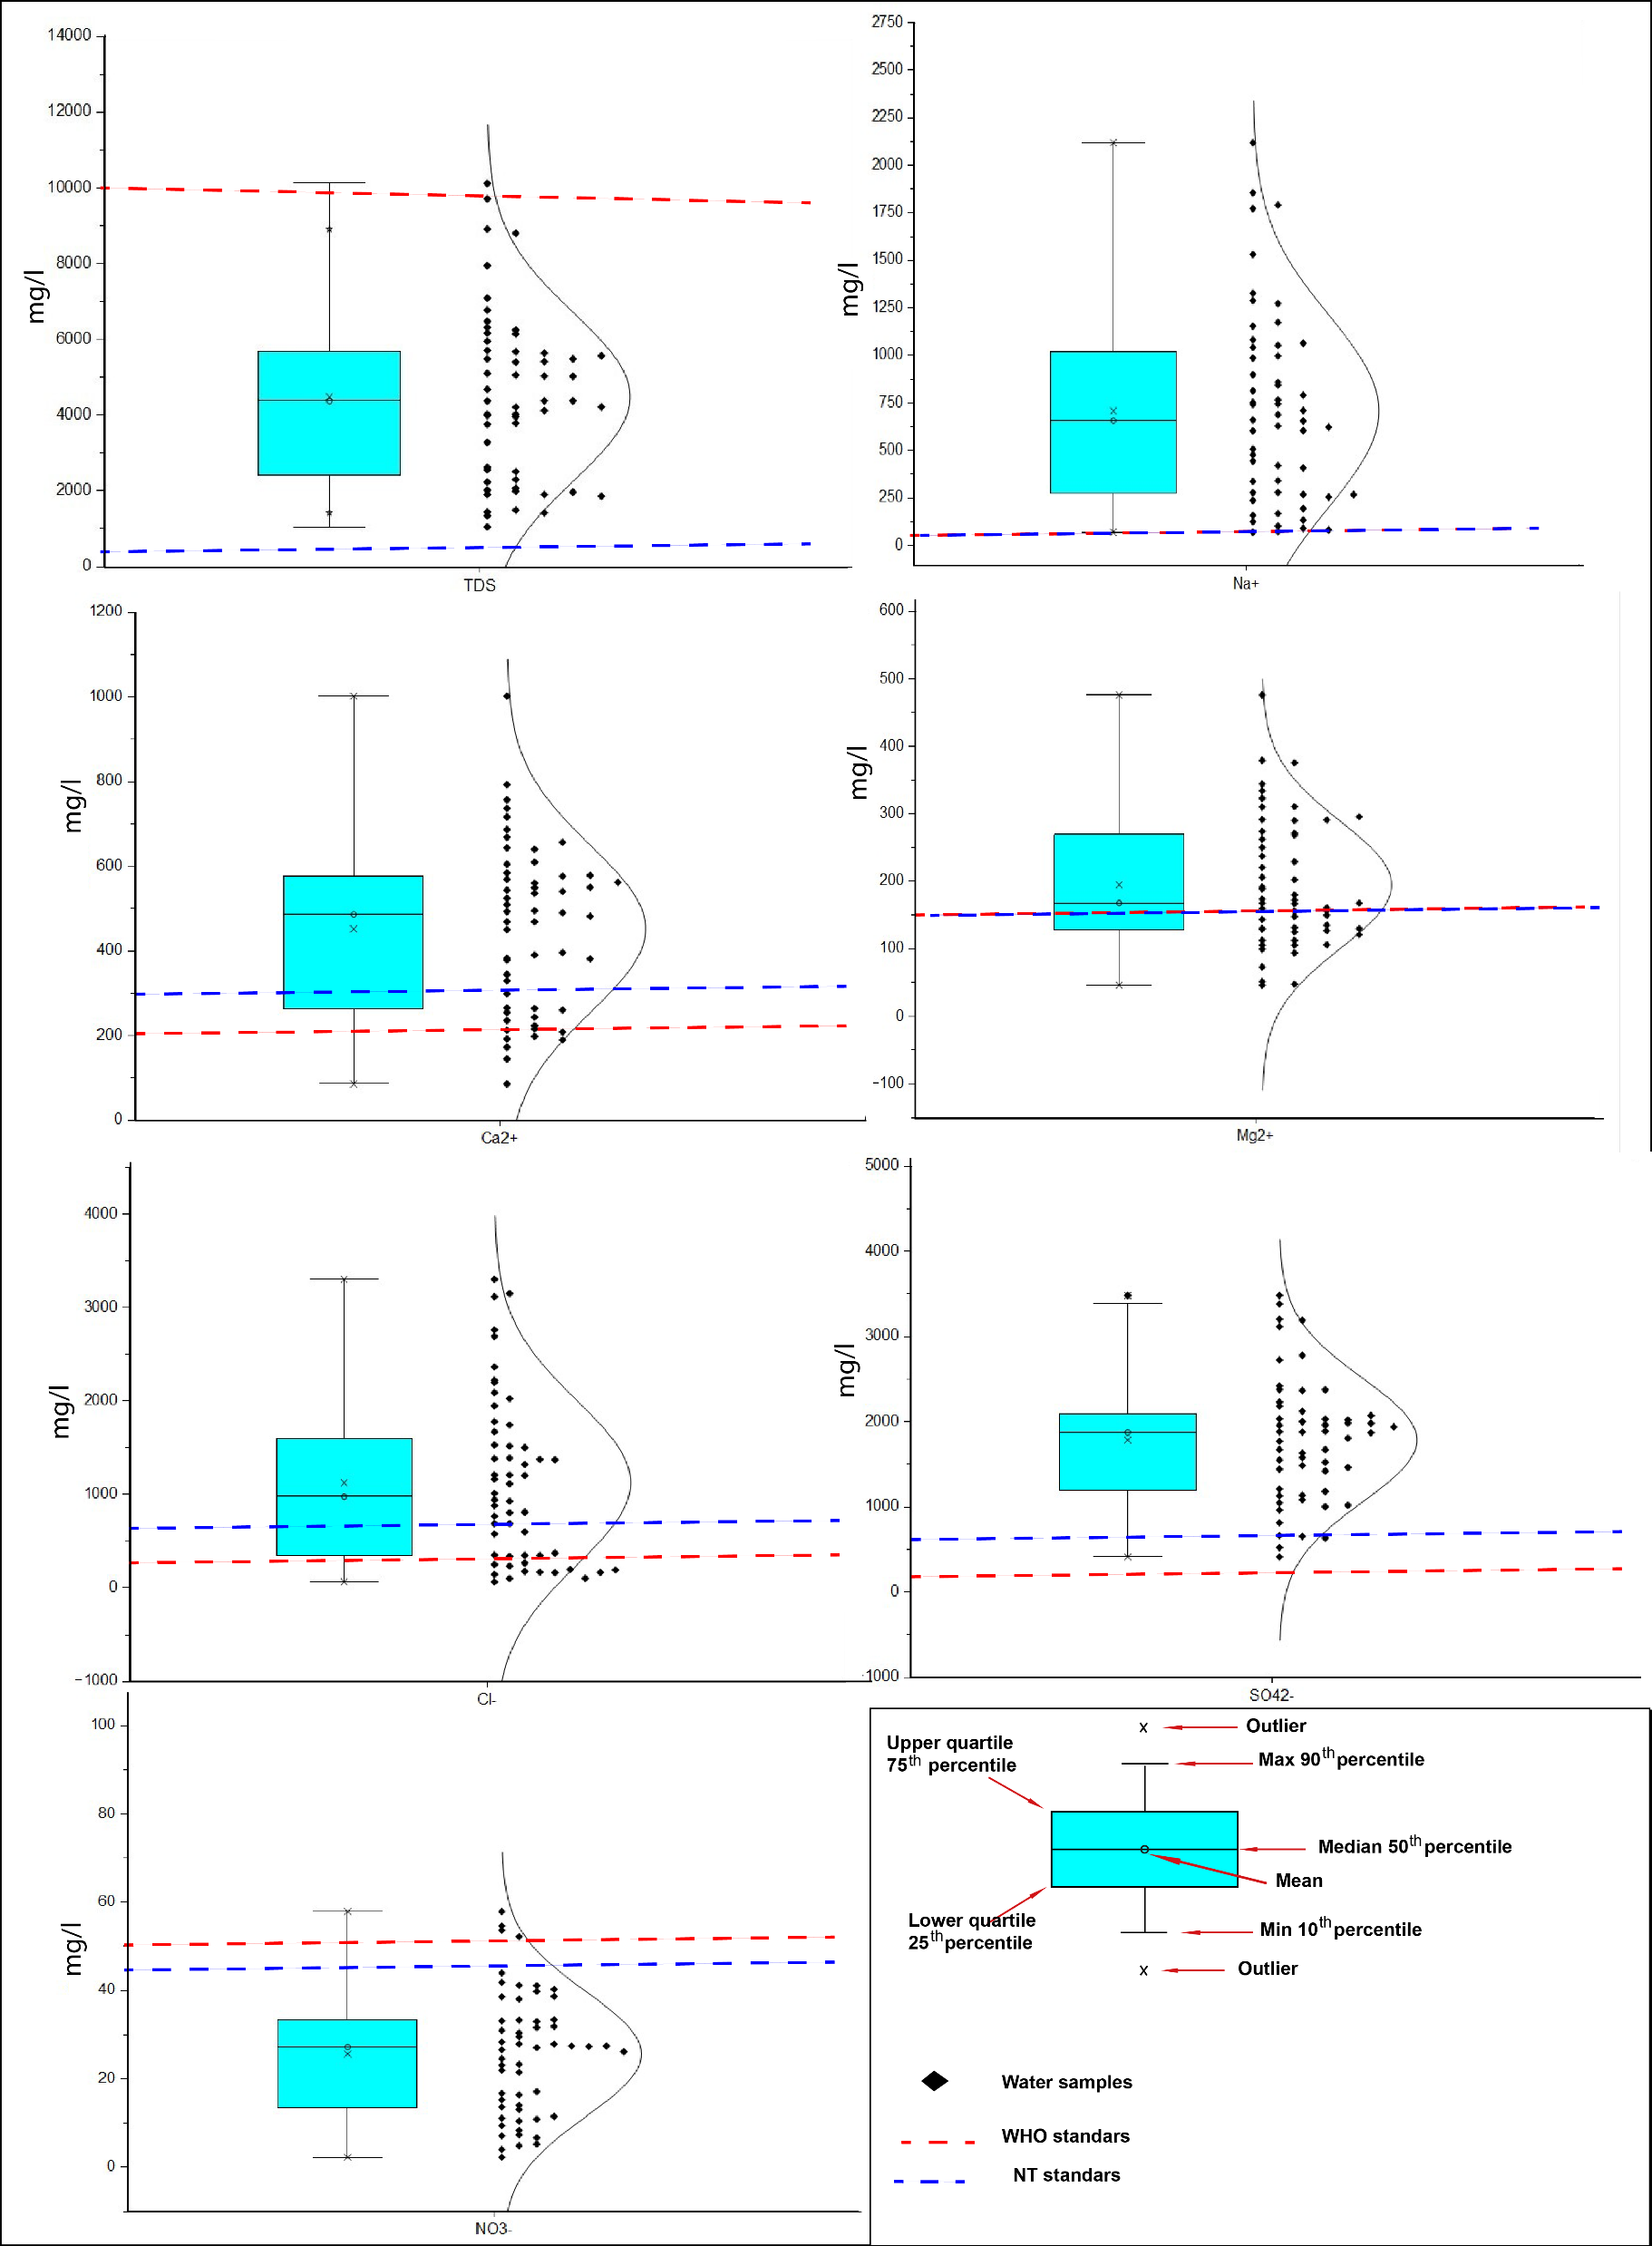 14000
12000
10000
8000
6000
4000
2000
0
mg/l
TDS
2750
2500
2250
2000
1750
1500
1250
1000
750
500
250
0
mg/l
Na+
1200
1000
800
600
400
200
0
mg/l
Ca2+
600
500
400
300
200
100
0
−100
mg/l
Mg2+
4000
3000
2000
1000
0
−1000
mg/l
Cl-
5000
4000
3000
2000
1000
0
-1000
mg/l
SO42-
100
80
60
40
20
0
mg/l
NO3-
Outlier
Upper quartile
75th percentile
Max 90th percentile
Median 50th percentile
Mean
Lower quartile
25th percentile
Min 10th percentile
Outlier
Water samples
WHO standars
NT standars